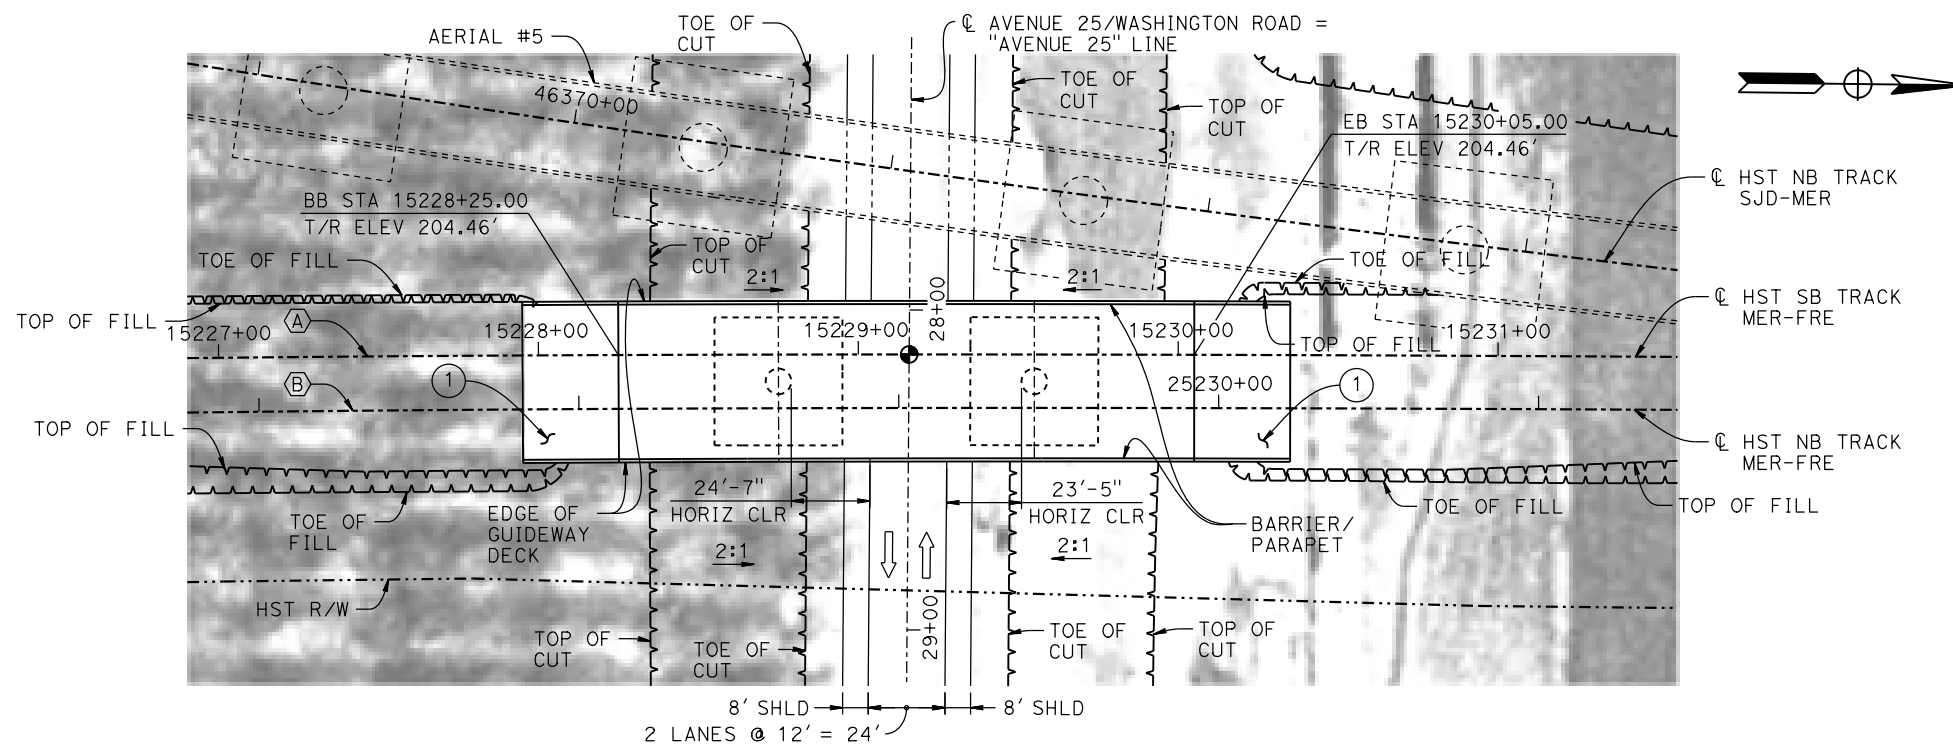 AERIAL #5
TOE OF
CUT
℄ AVENUE 25/WASHINGTON ROAD =
"AVENUE 25" LINE
46370+00
TOE OF
CUT
TOP OF
CUT
EB STA 15230+05.00
T/R ELEV 204.46'
℄ HST NB TRACK
SJD-MER
BB STA 15228+25.00
T/R ELEV 204.46'
TOE OF FILL
TOP OF
CUT
2:1
2:1
TOE OF FILL
℄ HST SB TRACK
MER-FRE
TOP OF FILL
15227+00
A
15228+00
15229+00
28+00
15230+00
TOP OF FILL
15231+00
B
1
25230+00
1
TOP OF FILL
℄ HST NB TRACK
MER-FRE
TOE OF
FILL
EDGE OF
GUIDEWAY
DECK
24'-7"
HORIZ CLR
23'-5"
HORIZ CLR
BARRIER/
PARAPET
TOE OF FILL
TOP OF FILL
2:1
2:1
HST R/W
TOP OF
CUT
TOE OF
CUT
29+00
TOE OF
CUT
TOP OF
CUT
8' SHLD
8' SHLD
2 LANES @ 12' = 24'